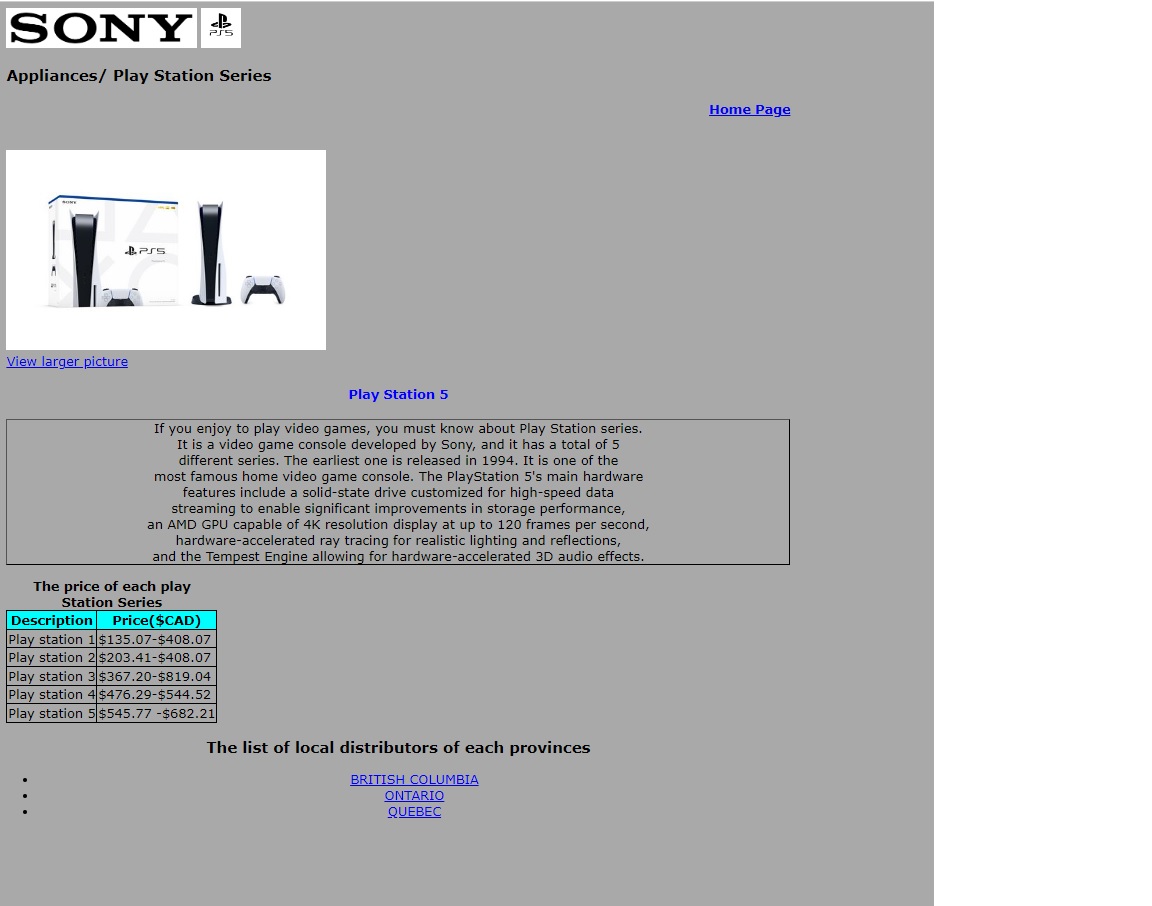 SONY PS5
Appliances/ Play Station Series
Home Page
SONY
PS5
View larger picture
Play Station 5
If you enjoy to play video games, you must know about Play Station series.
It is a video game console developed by Sony, and it has a total of 5
different series. The earliest one is released in 1994. It is one of the
most famous home video game console. The PlayStation 5's main hardware
features include a solid-state drive customized for high-speed data
streaming to enable significant improvements in storage performance,
an AMD GPU capable of 4K resolution display at up to 120 frames per second,
hardware-accelerated ray tracing for realistic lighting and reflections,
and the Tempest Engine allowing for hardware-accelerated 3D audio effects.
The price of each play
Station Series
Description Price($CAD)
Play station 1 $135.07-$408.07
Play station 2 $203.41-$408.07
Play station 3 $367.20-$819.04
Play station 4 $476.29-$544.52
Play station 5 $545.77 -$682.21
The list of local distributors of each provinces
BRITISH COLUMBIA
ONTARIO
QUEBEC